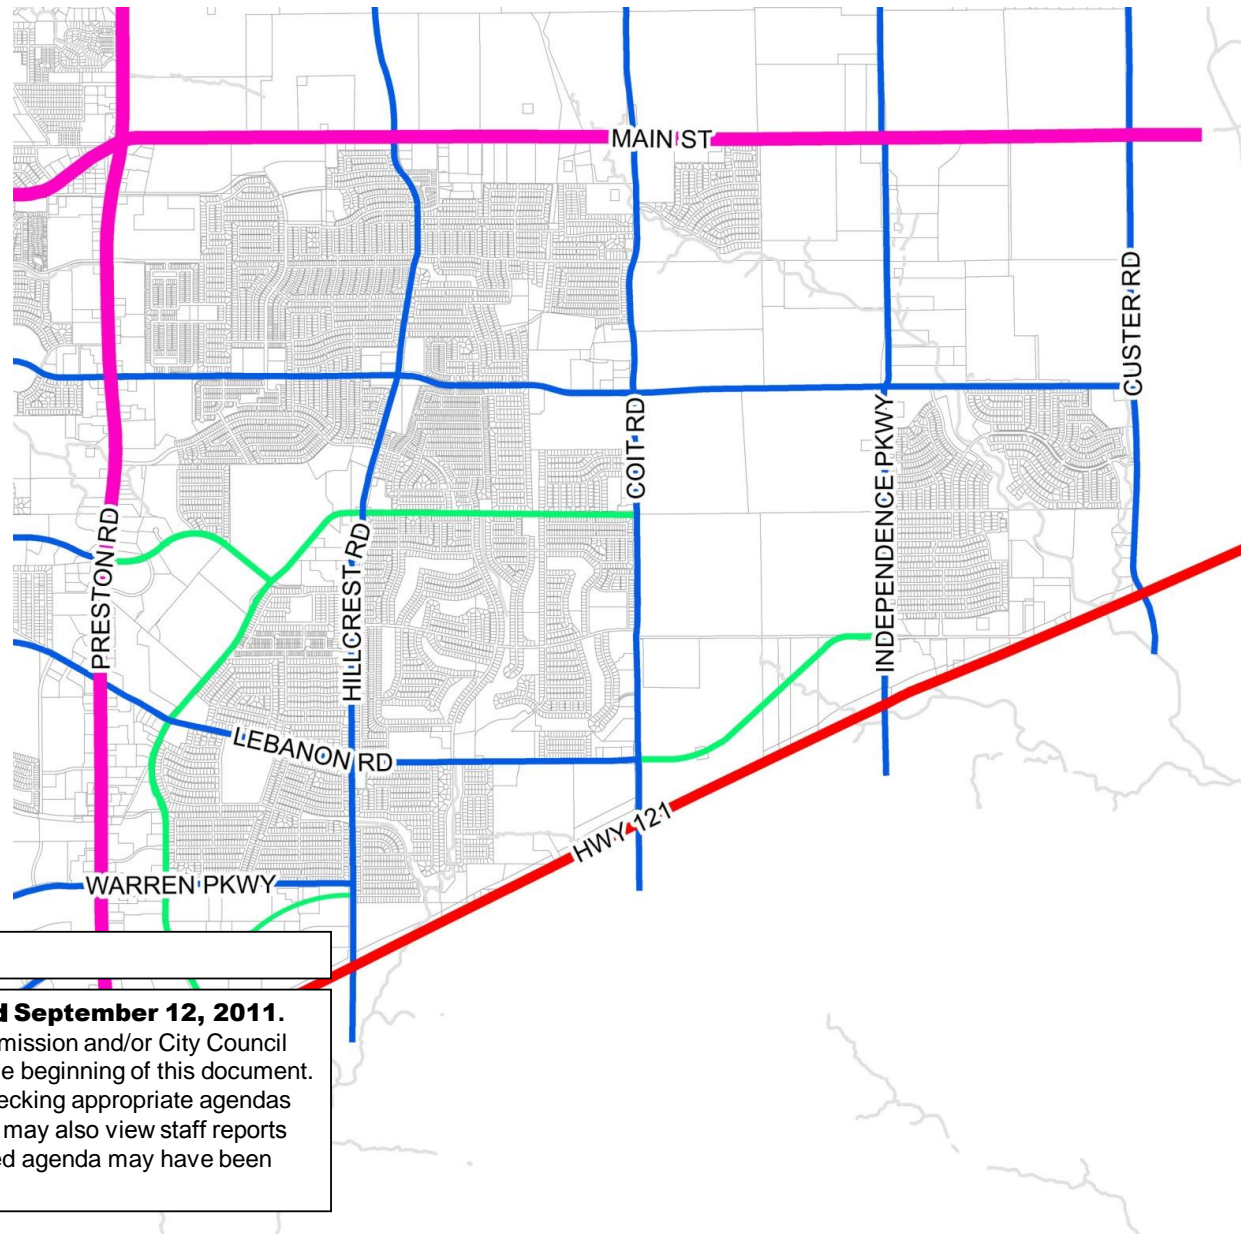 MAIN ST
CUSTER RD
COIT RD
INDEPENDENCE PKWY
PRESTON RD
HILLCREST RD
LEBANON RD
HWY 121
WARREN PKWY
d September 12, 2011.
mission and/or City Council
e beginning of this document.
ecking appropriate agendas
may also view staff reports
ed agenda may have been